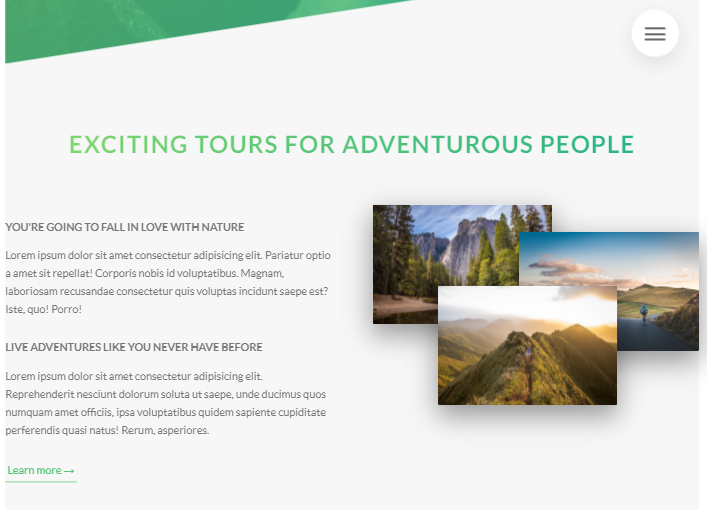 EXCITING TOURS FOR ADVENTUROUS PEOPLE
YOU'RE GOING TO FALL IN LOVE WITH NATURE
Lorem ipsum dolor sit amet consectetur adipisicing elit. Pariatur optio
a amet sit repellat! Corporis nobis id voluptatibus. Magnam,
laboriosam recusandae consectetur quis voluptas incidunt saepe est?
Iste, quo! Porro!
LIVE ADVENTURES LIKE YOU NEVER HAVE BEFORE
Lorem ipsum dolor sit amet consectetur adipisicing elit.
Reprehenderit nesciunt dolorum soluta ut saepe, unde ducimus quos
numquam amet officiis, ipsa voluptatibus quidem sapiente cupiditate
perferendis quasi natus! Rerum, asperiores.
Learn more →